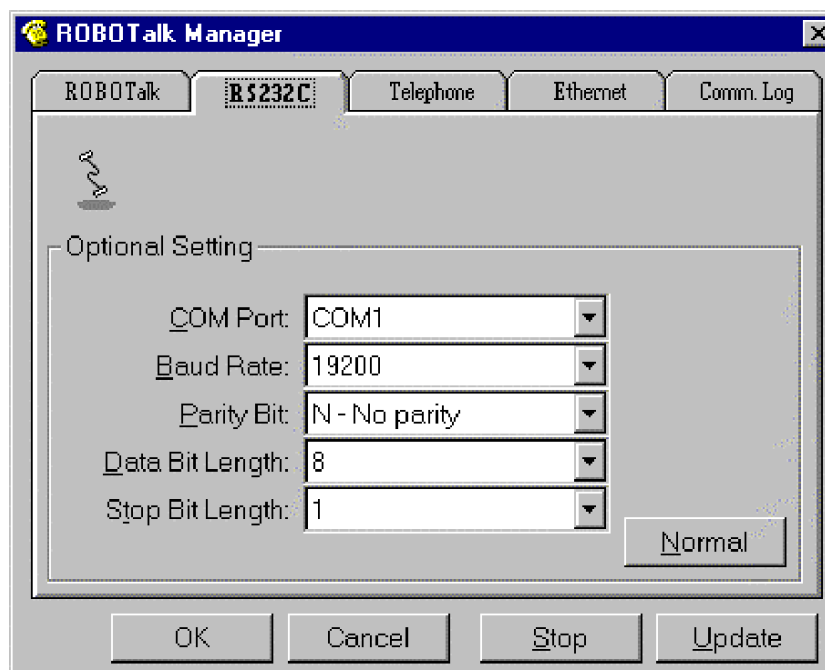 ROBOTalk Manager
ROBOTalk RS232C Telephone Ethernet Comm. Log
Optional Setting
COM Port: COM1
Baud Rate: 19200
Parity Bit: N - No parity
Data Bit Length: 8
Stop Bit Length: 1
Normal
OK Cancel Stop Update